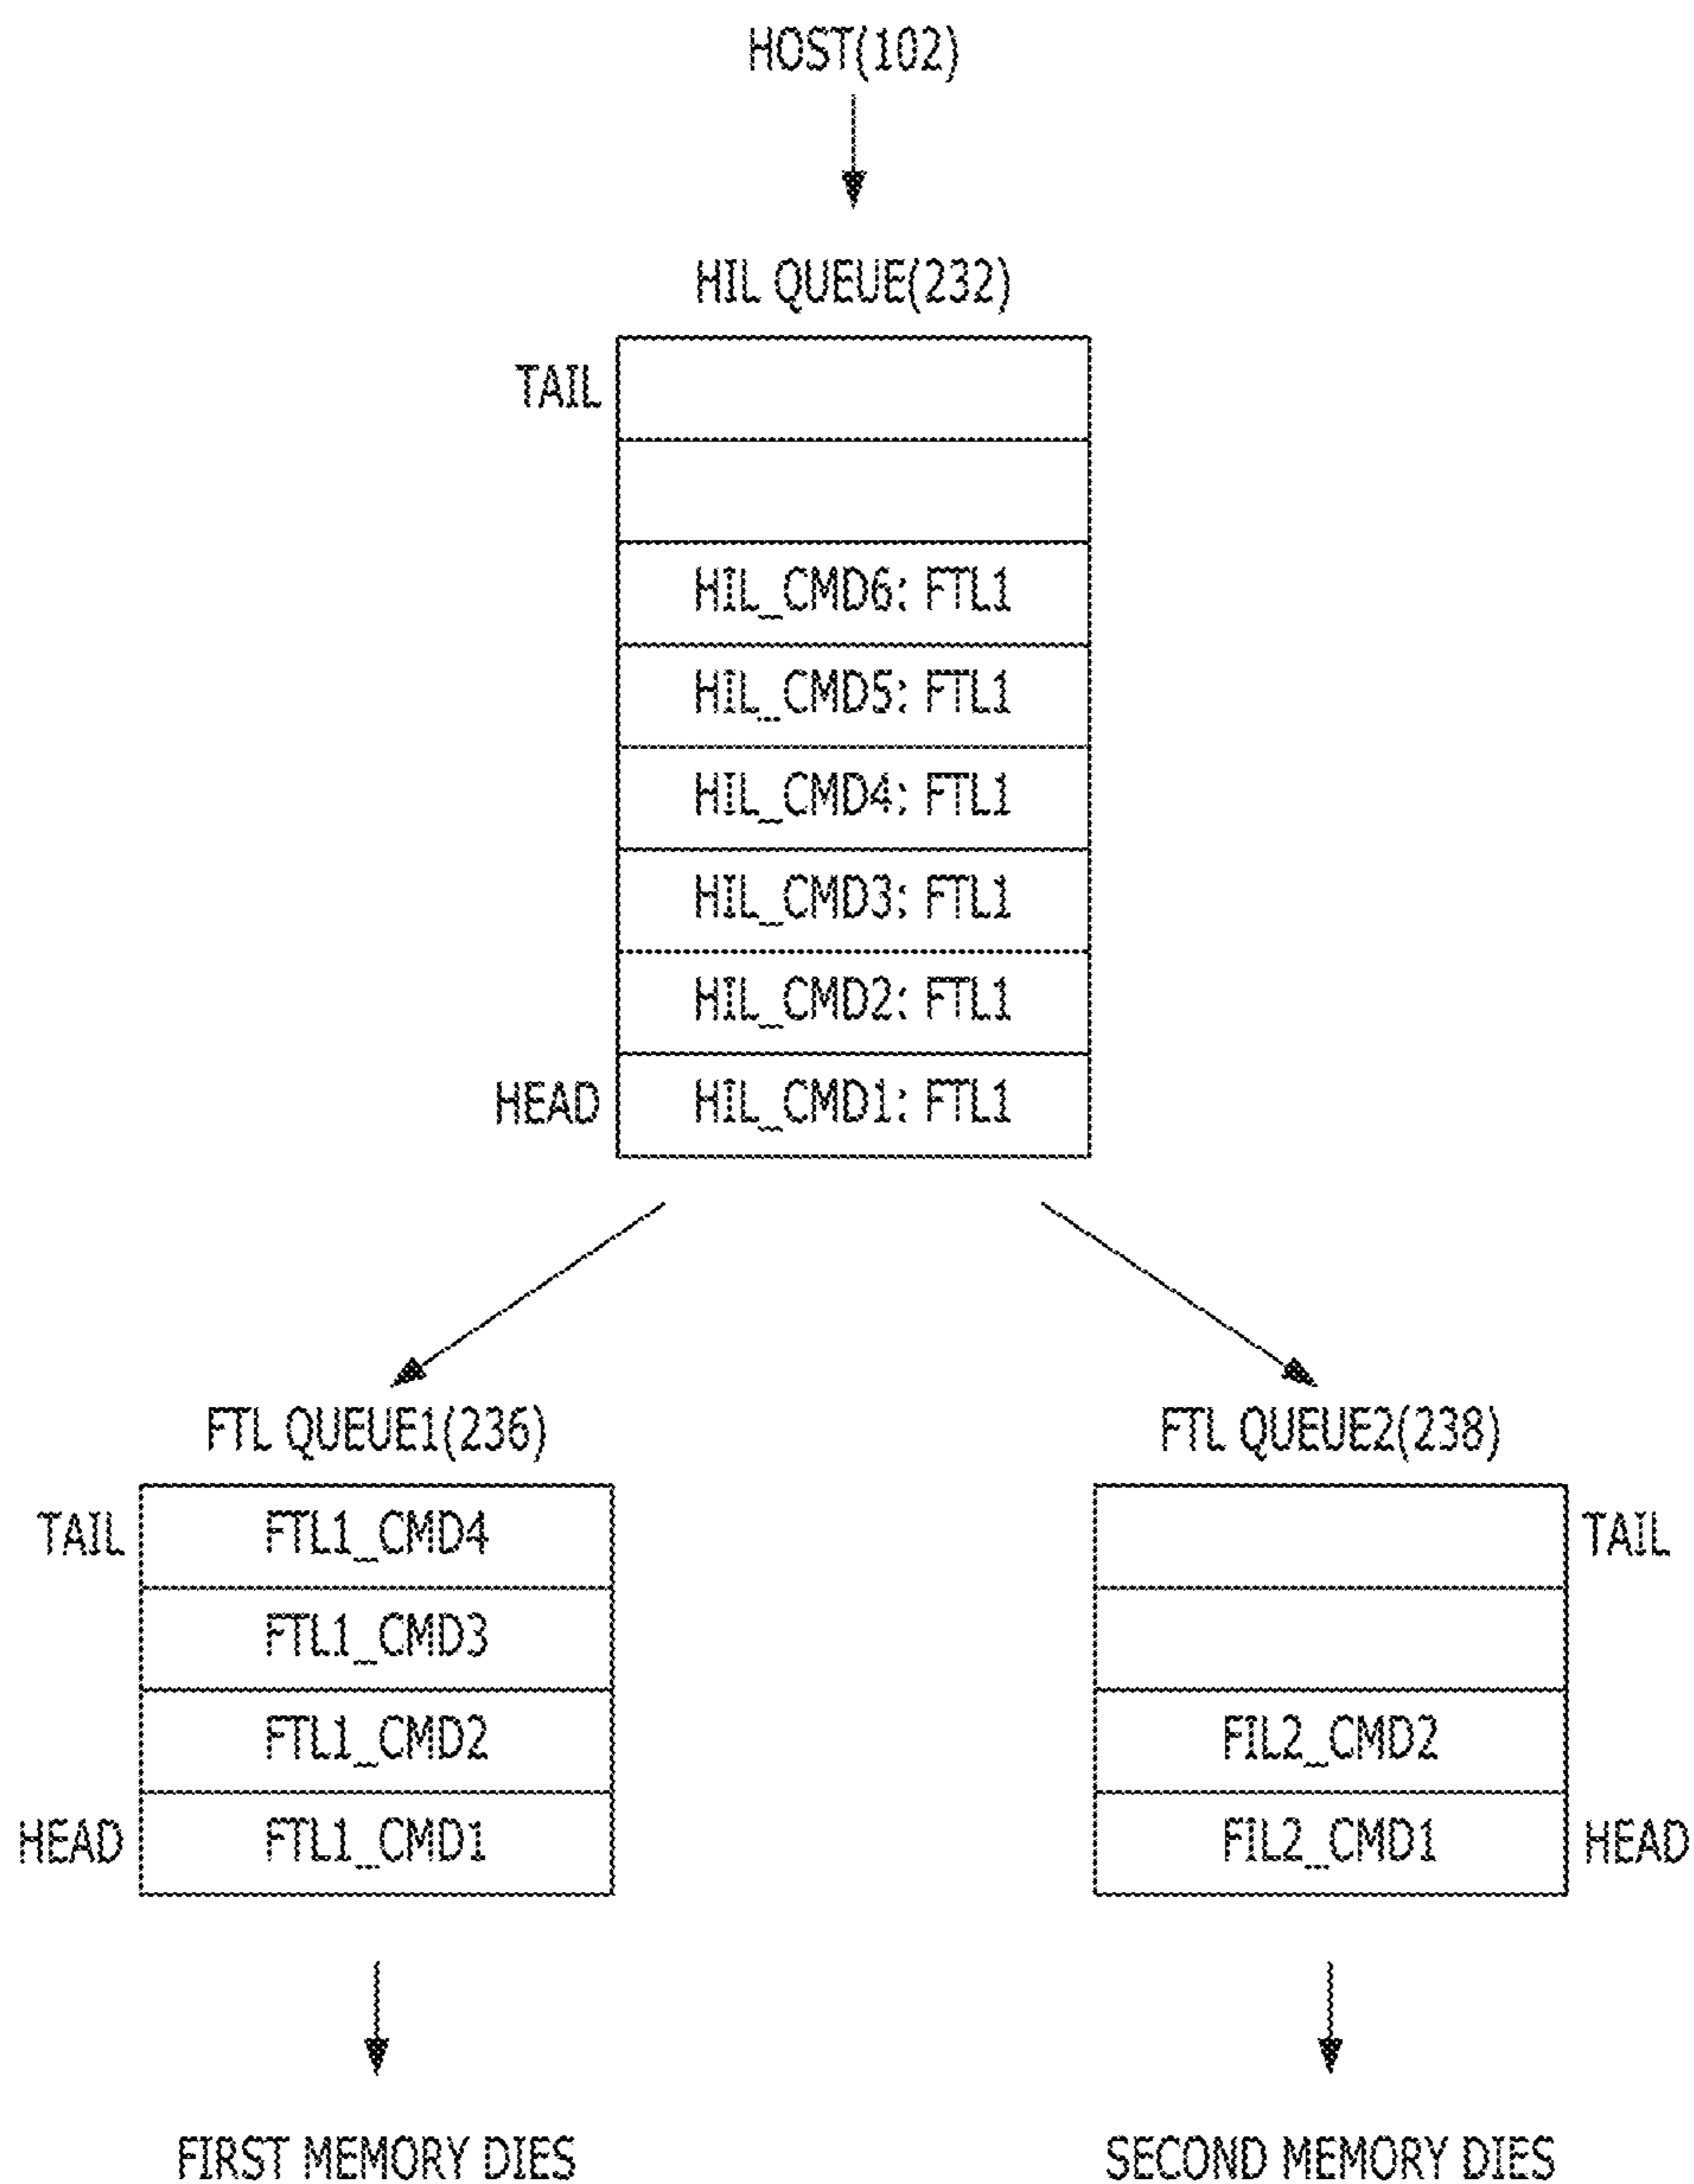 HOST(102)
HIL QUEUE(232)
TAIL
HIL_CMD6: FTL1
HIL_CMD5: FTL1
HIL_CMD4: FTL1
HIL_CMD3: FTL1
HIL_CMD2: FTL1
HEAD HIL_CMD1: FTL1
FTL QUEUE1(236)
TAIL FTL1_CMD4
FTL1_CMD3
FTL1_CMD2
HEAD FTL1_CMD1
FIRST MEMORY DIES
FTL QUEUE2(238)
TAIL
FIL2_CMD2
FIL2_CMD1 HEAD
SECOND MEMORY DIES